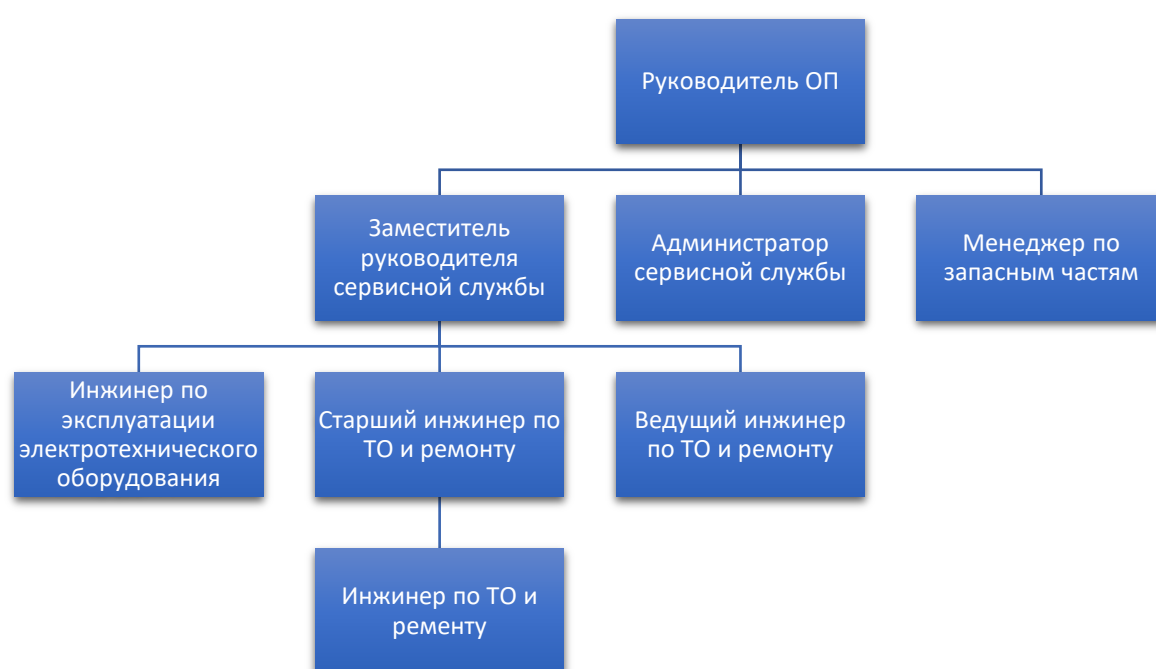 Руководитель ОП
Заместитель
руководителя
сервисной службы
Администратор
сервисной службы
Менеджер по
запасным частям
Инжинер по
эксплуатации
электротехнического
оборудования
Старший инжинер по
ТО и ремонту
Ведущий инжинер
по ТО и ремонту
Инжинер по ТО и
ременту